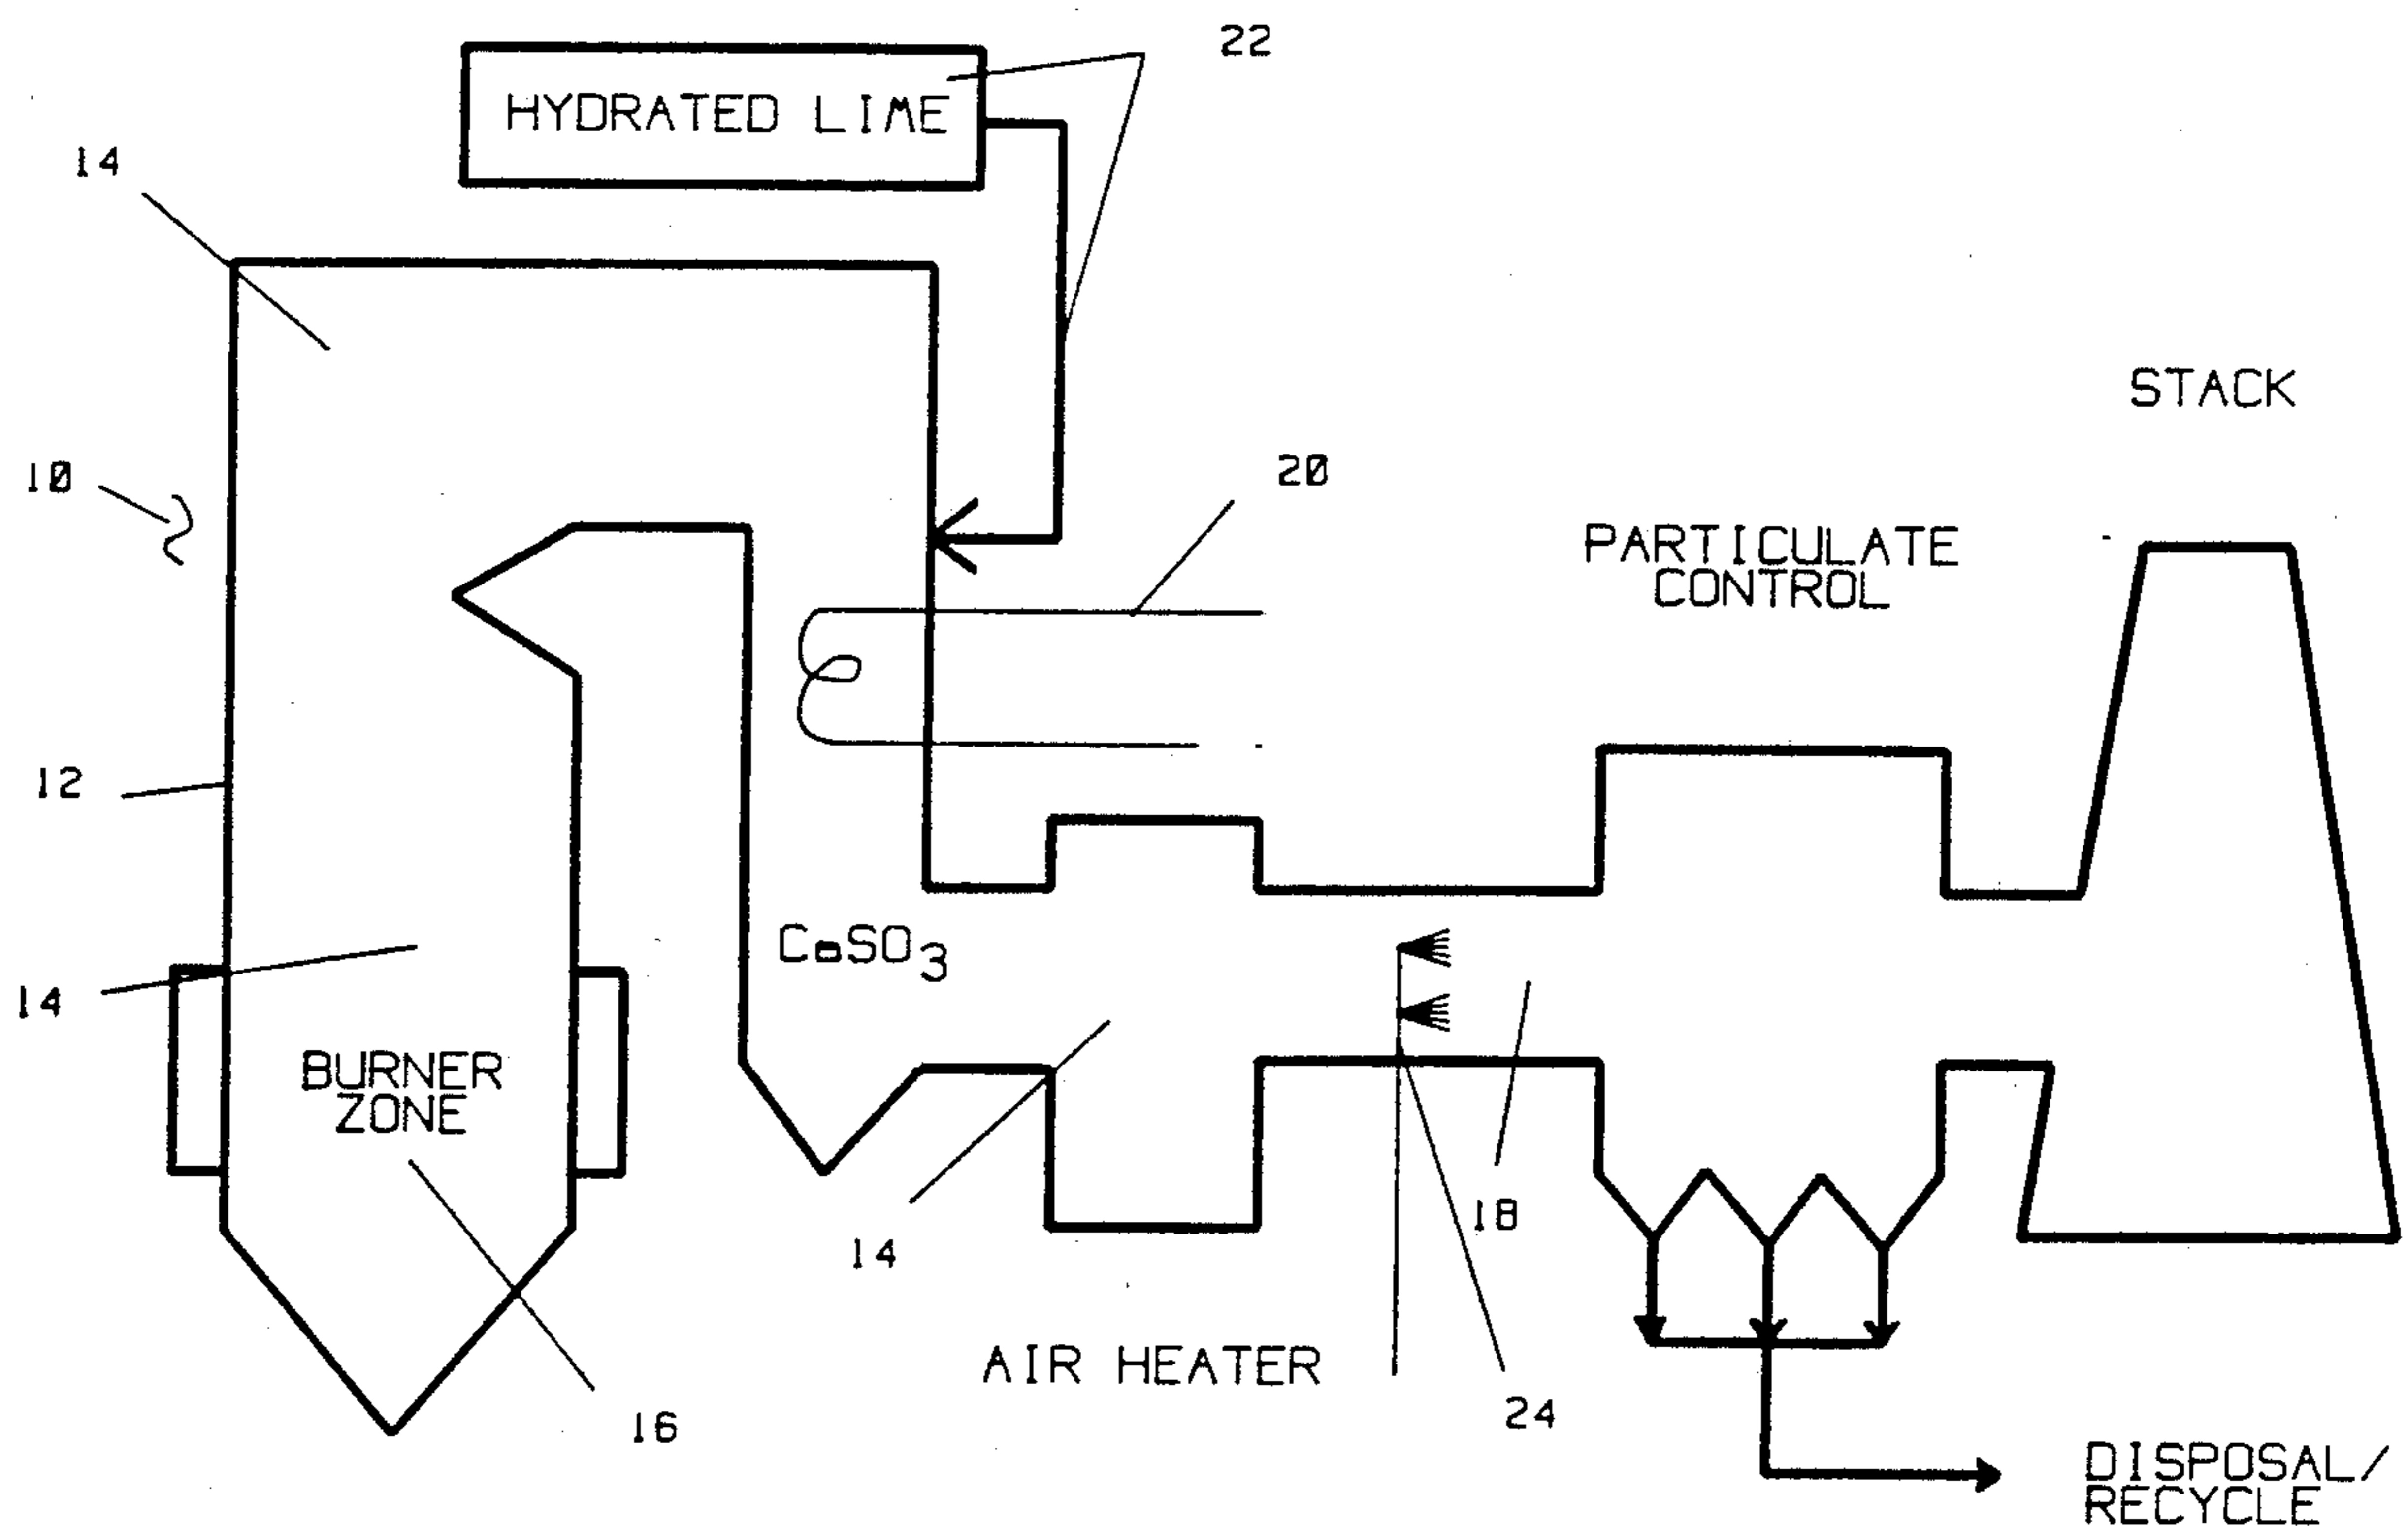 22
HYDRATED LIME
14
STACK
10
20
PARTICULATE
CONTROL
12
CaSO3
14
BURNER
ZONE
18
14
AIR HEATER
24
16
DISPOSAL/
RECYCLE